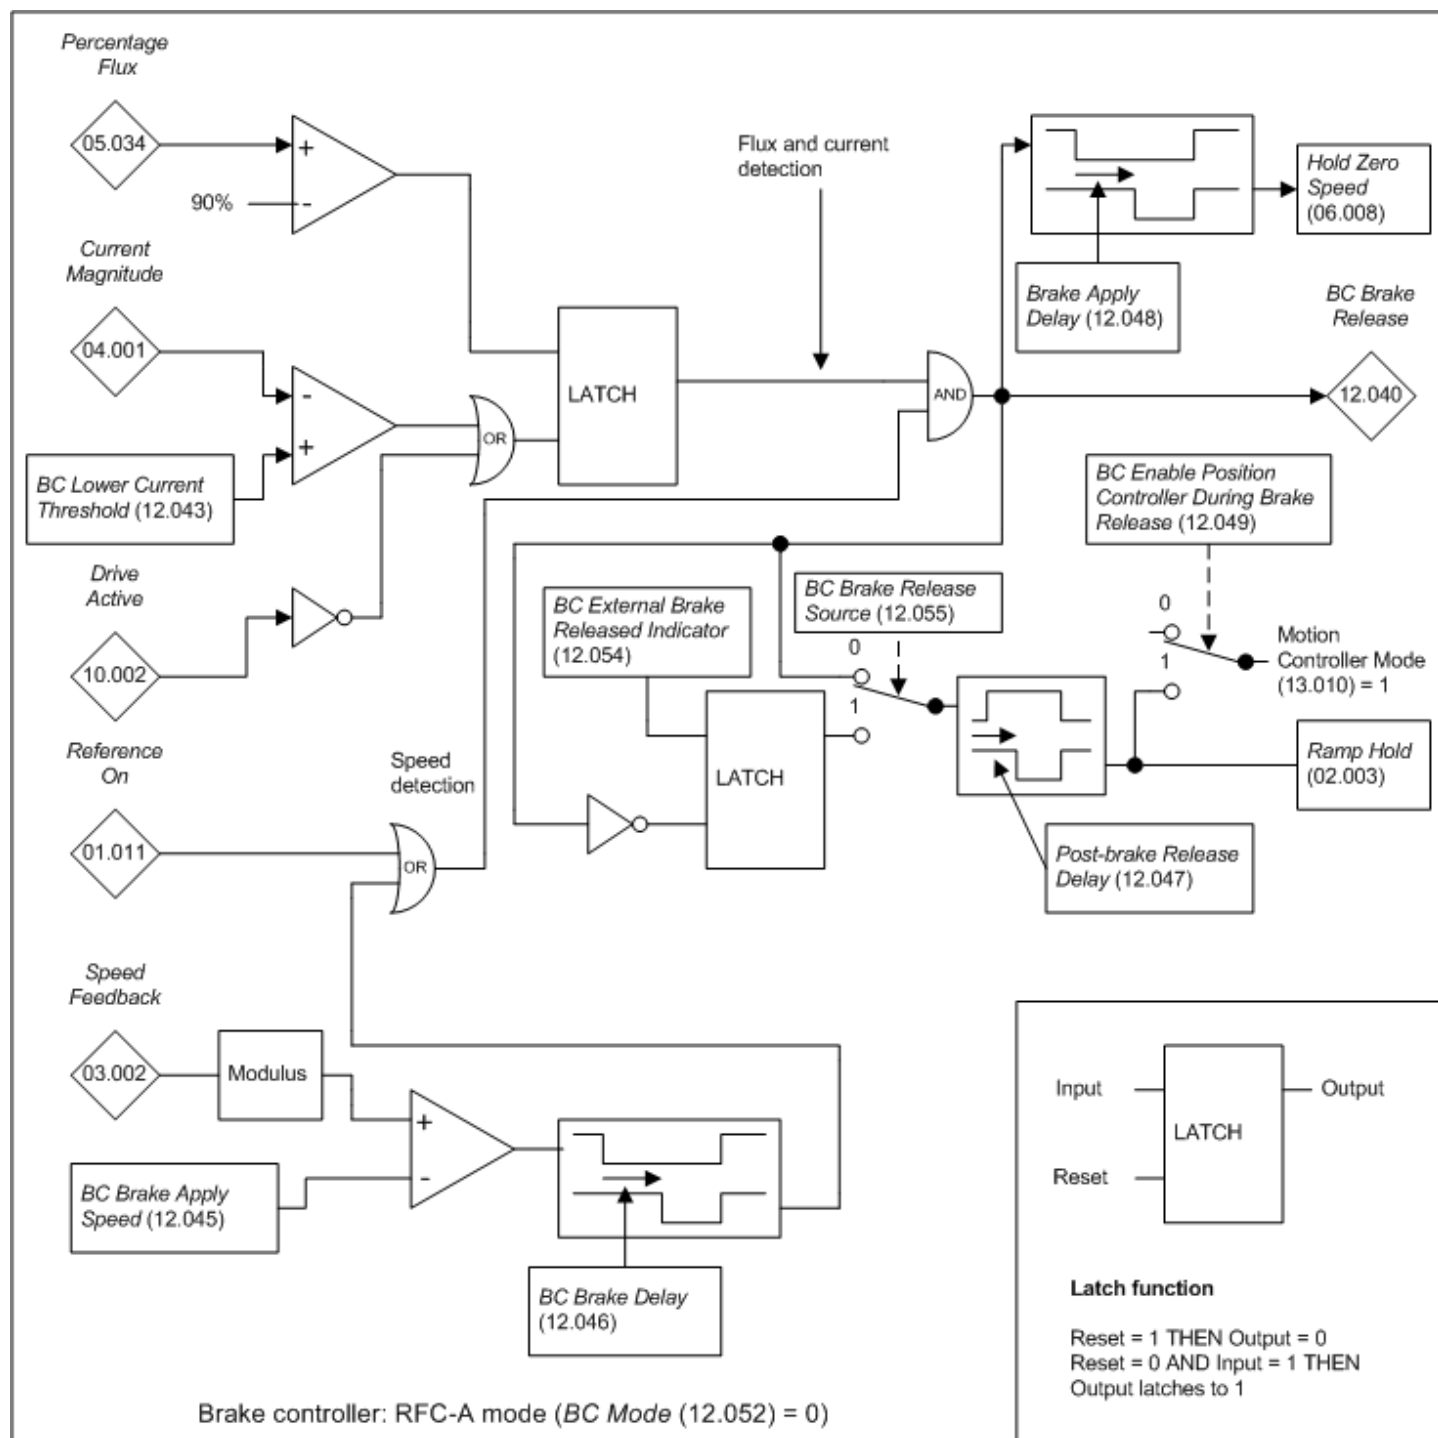 Percentage
Flux
05.034
+
90%
-
Current
Magnitude
04.001
-
+
BC Lower Current
Threshold (12.043)
OR
LATCH
Flux and current
detection
AND
Brake Apply
Delay (12.048)
Hold Zero
Speed
(06.008)
BC Brake
Release
12.040
Drive
Active
10.002
BC External Brake
Released Indicator
(12.054)
BC Brake Release
Source (12.055)
0
1
LATCH
BC Enable Position
Controller During Brake
Release (12.049)
0
1
Motion
Controller Mode
(13.010) = 1
Ramp Hold
(02.003)
Post-brake Release
Delay (12.047)
Reference
On
01.011
Speed
detection
OR
Speed
Feedback
03.002
Modulus
+
-
BC Brake Apply
Speed (12.045)
BC Brake Delay
(12.046)
Input
Reset
LATCH
Output
Latch function
Reset = 1 THEN Output = 0
Reset = 0 AND Input = 1 THEN
Output latches to 1
Brake controller: RFC-A mode (BC Mode (12.052) = 0)